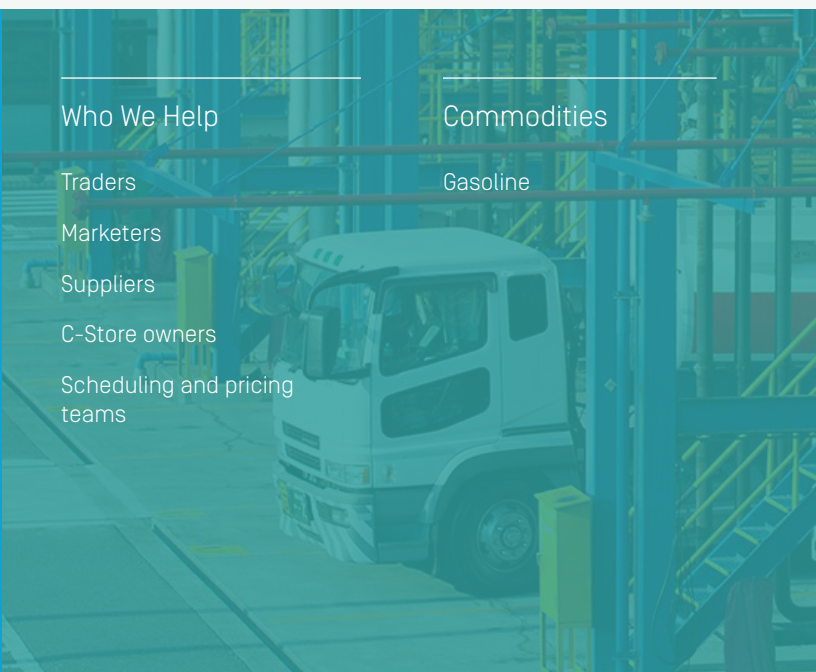 Who We Help
Traders
Marketers
Suppliers
C-Store owners
Scheduling and pricing
teams
Commodities
Gasoline